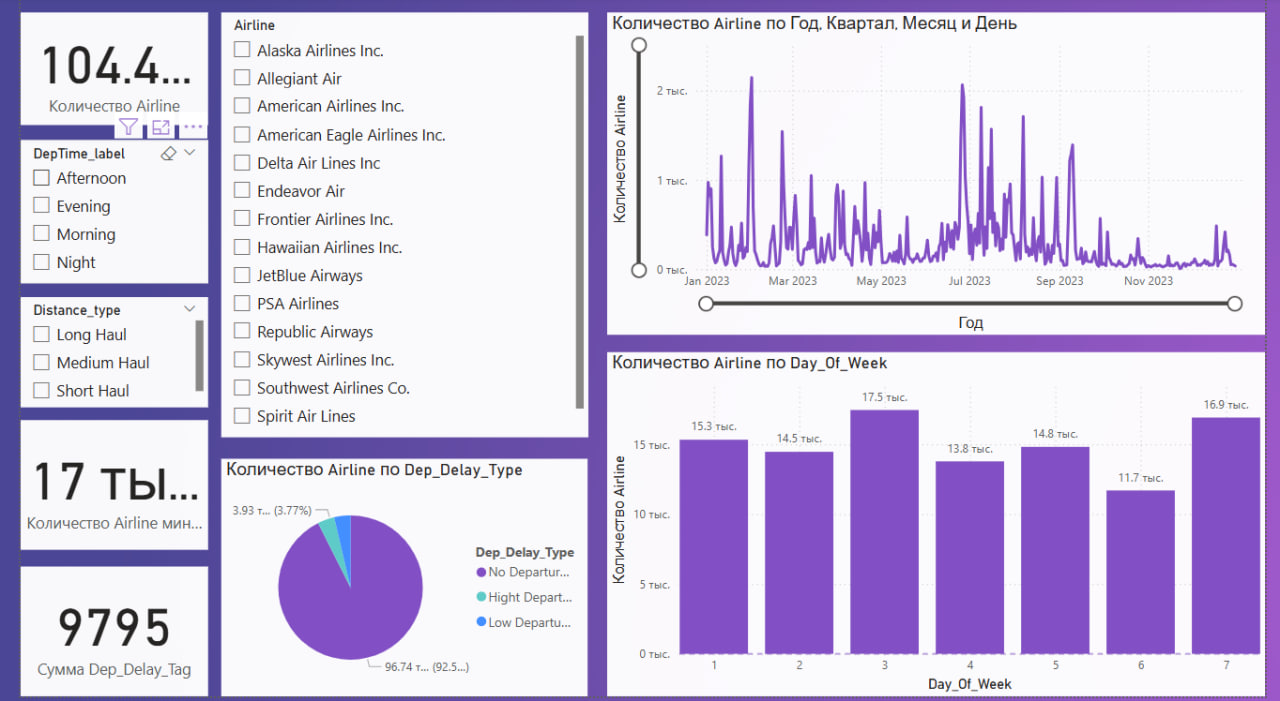 104.4...
Количество Airline
DepTime_label
Afternoon
Evening
Morning
Night
Distance_type
Long Haul
Medium Haul
Short Haul
17 ты...
Количество Airline мин...
9795
Сумма Dep_Delay_Tag
Airline
Alaska Airlines Inc.
Allegiant Air
American Airlines Inc.
American Eagle Airlines Inc.
Delta Air Lines Inc
Endeavor Air
Frontier Airlines Inc.
Hawaiian Airlines Inc.
JetBlue Airways
PSA Airlines
Republic Airways
Skywest Airlines Inc.
Southwest Airlines Co.
Spirit Air Lines
Количество Airline по Dep_Delay_Type
3.93 т... (3.77%)
96.74 т... (92.5...)
Dep_Delay_Type
No Departur...
Hight Depart...
Low Departu...
Количество Airline по Год, Квартал, Месяц и День
Количество Airline
2 тыс.
1 тыс.
0 тыс.
Jan 2023
Mar 2023
May 2023
Jul 2023
Sep 2023
Nov 2023
Год
Количество Airline по Day_Of_Week
Количество Airline
15 тыс.
10 тыс.
5 тыс.
0 тыс.
15.3 тыс.
14.5 тыс.
17.5 тыс.
13.8 тыс.
14.8 тыс.
11.7 тыс.
16.9 тыс.
1
2
3
4
5
6
7
Day_Of_Week